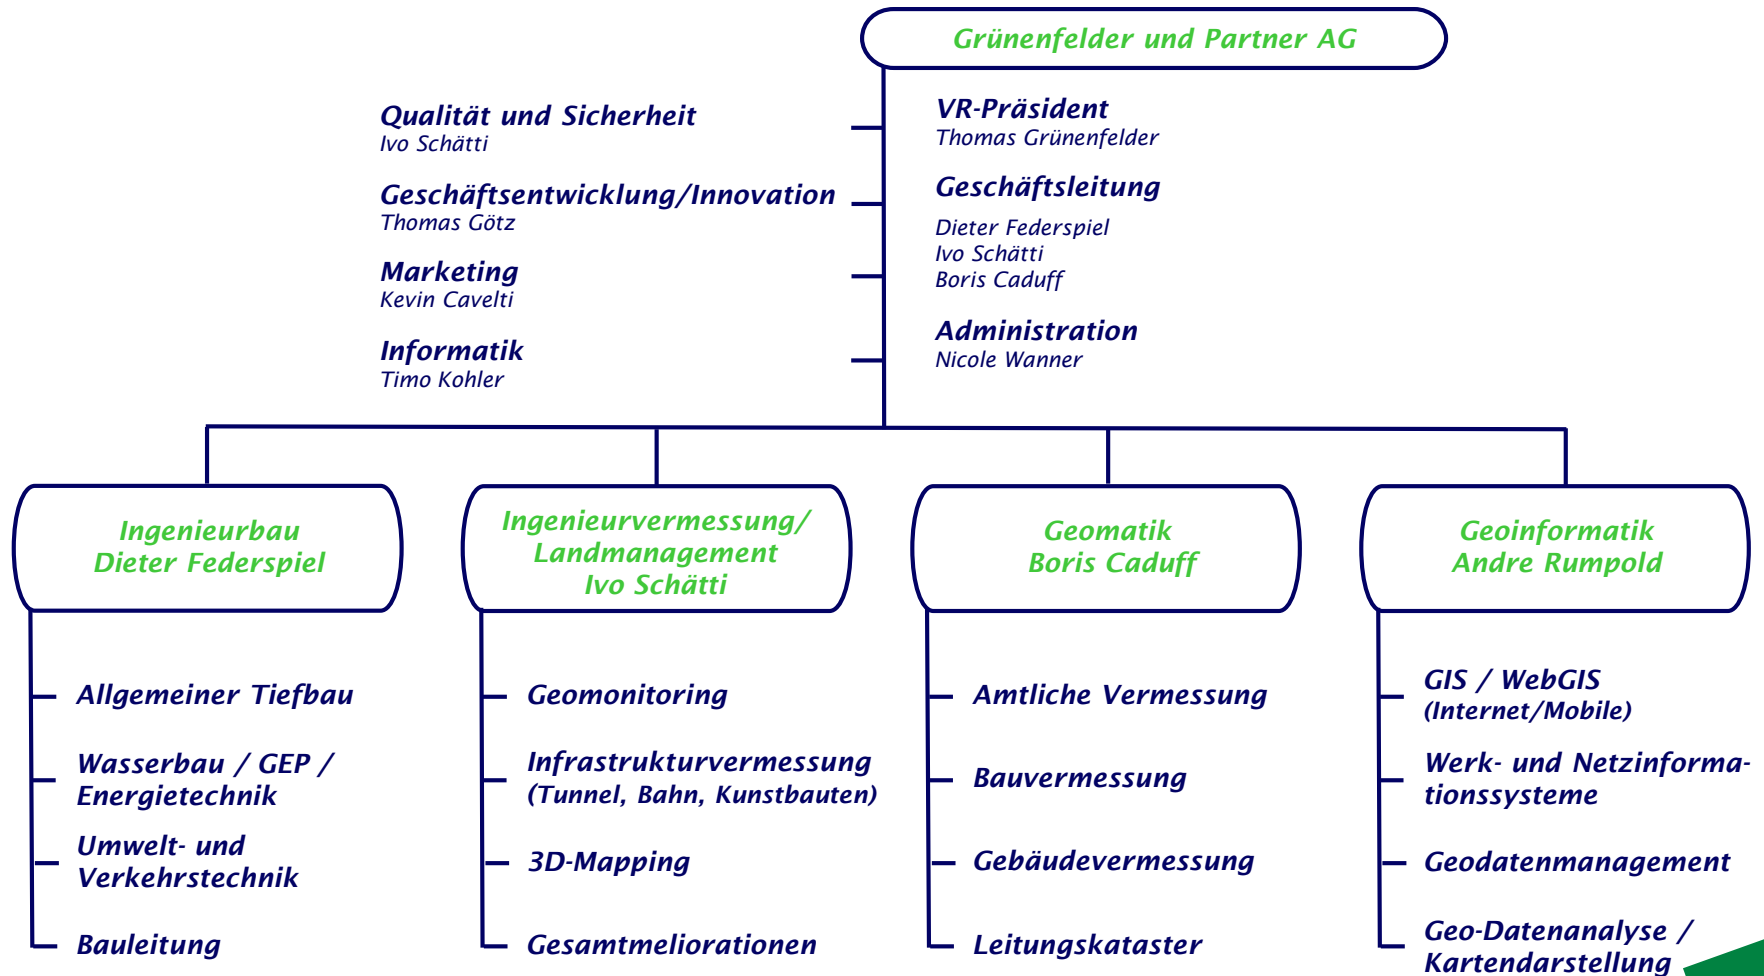 Grünenfelder und Partner AG
Qualität und Sicherheit
Ivo Schätti
Geschäftsentwicklung/Innovation
Thomas Götz
Marketing
Kevin Cavelti
Informatik
Timo Kohler
VR-Präsident
Thomas Grünenfelder
Geschäftsleitung
Dieter Federspiel
Ivo Schätti
Boris Caduff
Administration
Nicole Wanner
Ingenieurbau
Dieter Federspiel
Allgemeiner Tiefbau
Wasserbau / GEP /
Energietechnik
Umwelt- und
Verkehrstechnik
Bauleitung
Ingenieurvermessung/
Landmanagement
Ivo Schätti
Geomonitoring
Infrastrukturvermessung
(Tunnel, Bahn, Kunstbauten)
3D-Mapping
Gesamtmeliorationen
Geomatik
Boris Caduff
Amtliche Vermessung
Bauvermessung
Gebäudevermessung
Leitungskataster
Geoinformatik
Andre Rumpold
GIS / WebGIS
(Internet/Mobile)
Werk- und Netzinforma-
tionssysteme
Geodatenmanagement
Geo-Datenanalyse /
Kartendarstellung